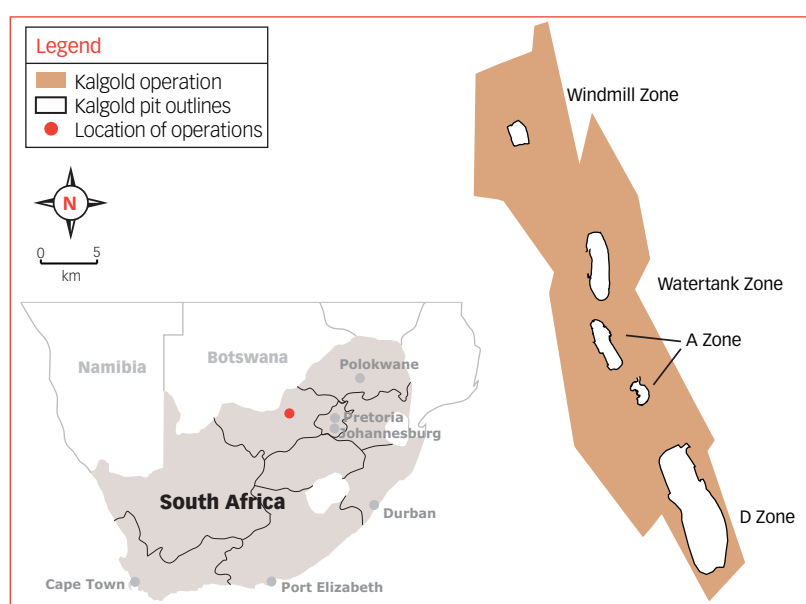 Legend
Kalgold operation
Kalgold pit outlines
Location of operations
N
0 5
km
Windmill Zone
Watertank Zone
A Zone
D Zone
Namibia
Botswana
Polokwane
Pretoria
Johannesburg
South Africa
Durban
Cape Town
Port Elizabeth